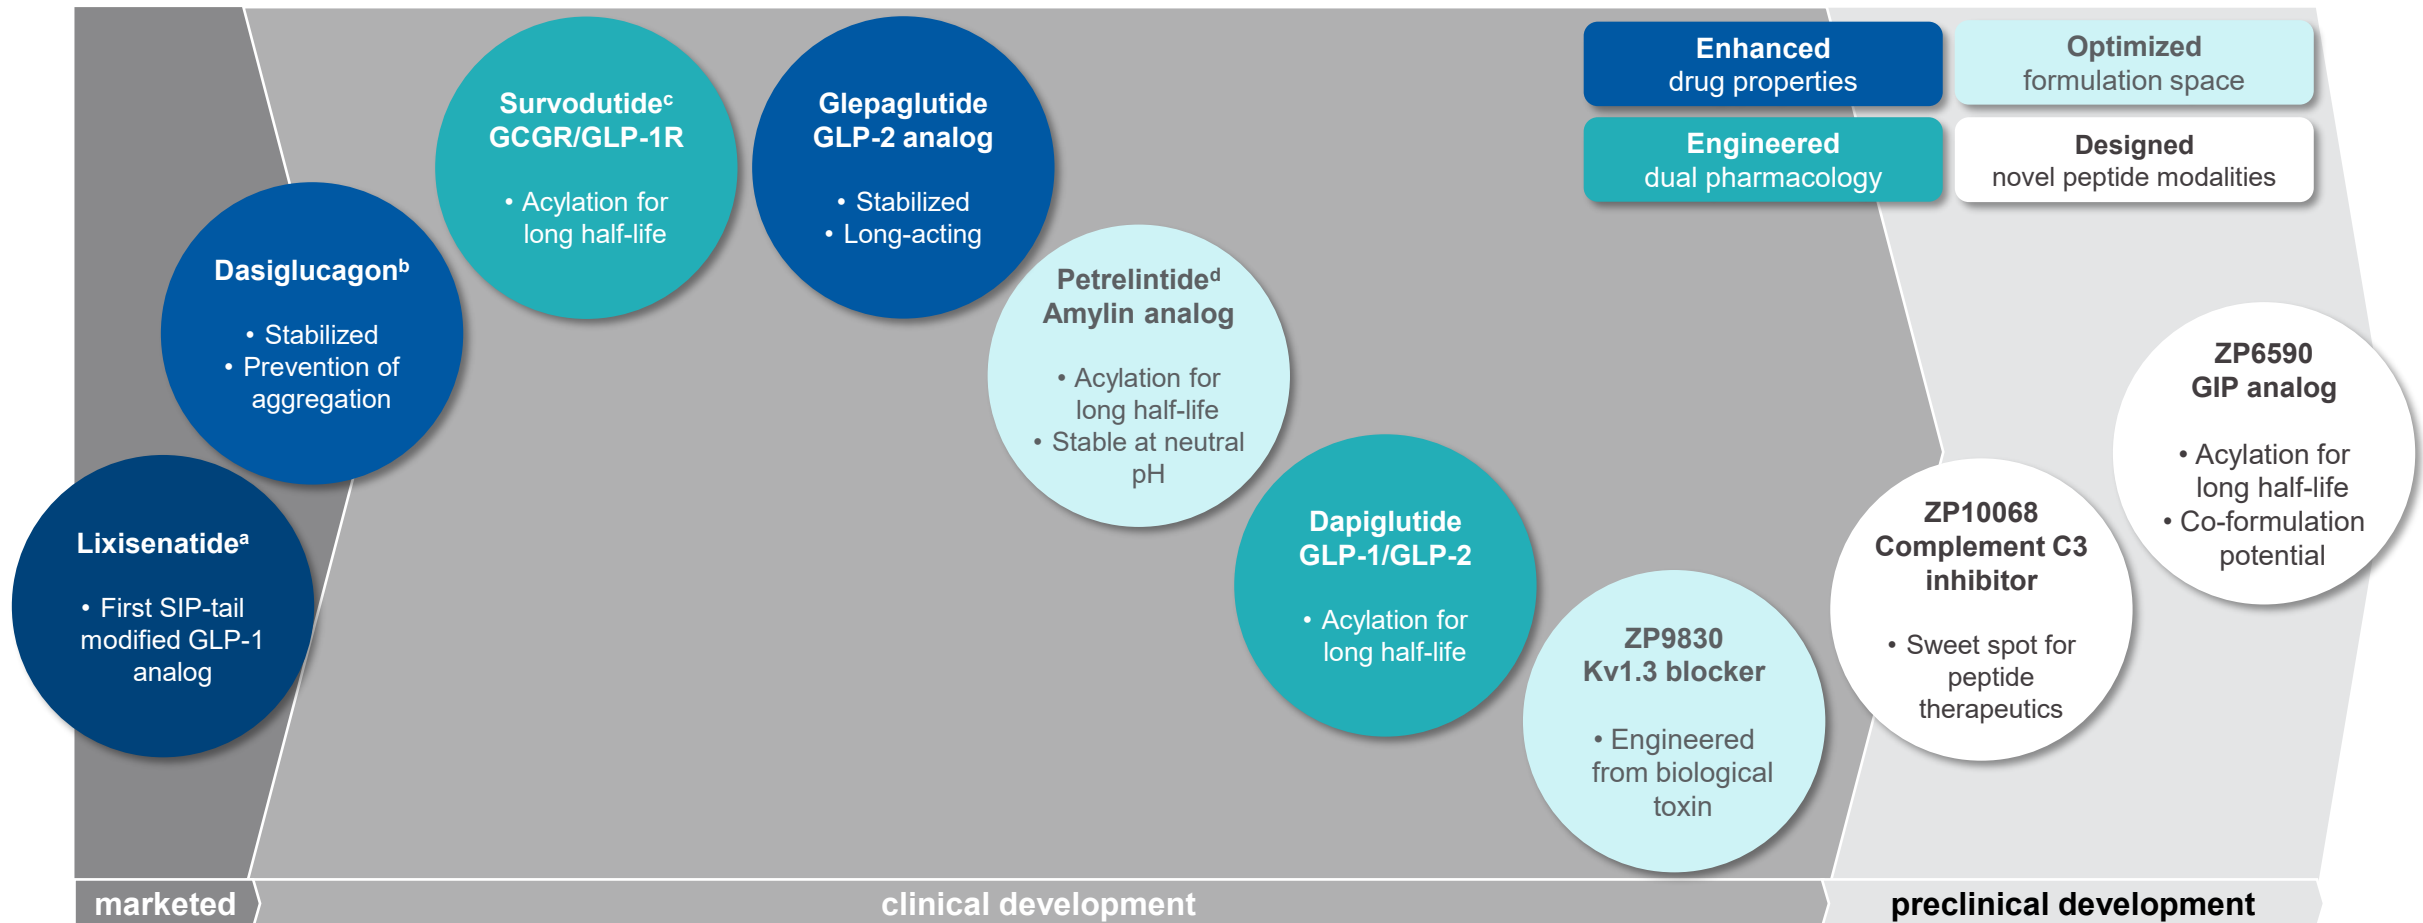 Enhanced
drug properties
Optimized
formulation space
Engineered
dual pharmacology
Designed
novel peptide modalities
Lixisenatideᵃ
• First SIP-tail
modified GLP-1
analog
Dasiglucagonᵇ
• Stabilized
• Prevention of
aggregation
Survodutideᶜ
GCGR/GLP-1R
• Acylation for
long half-life
Glepaglutide
GLP-2 analog
• Stabilized
• Long-acting
Petrelintideᵈ
Amylin analog
• Acylation for
long half-life
• Stable at neutral
pH
Dapiglutide
GLP-1/GLP-2
• Acylation for
long half-life
ZP9830
Kv1.3 blocker
• Engineered
from biological
toxin
ZP10068
Complement C3
inhibitor
• Sweet spot for
peptide
therapeutics
ZP6590
GIP analog
• Acylation for
long half-life
• Co-formulation
potential
marketed
clinical development
preclinical development